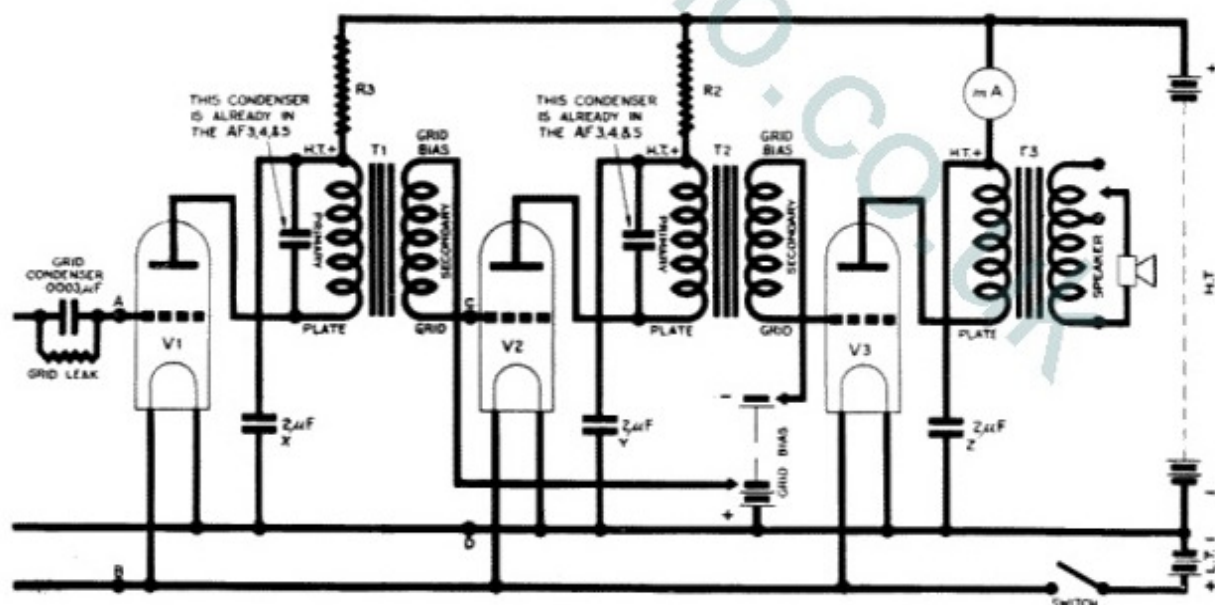 THIS CONDENSER
IS ALREADY IN
THE AF3,4,&5
R3
H.T.+
T1
GRID
BIAS
PRIMARY
SECONDARY
PLATE
GRID
THIS CONDENSER
IS ALREADY IN
THE AF3,4,&5
R2
H.T.+
T2
GRID
BIAS
PRIMARY
SECONDARY
PLATE
GRID
mA
H.T.+
PLATE
SPEAKER
GRID
CONDENSER
.0003μF
GRID LEAK
A
V1
V2
V3
2μF
X
2μF
Y
2μF
Z
-
GRID BIAS
+
+
H.T
-
-
L.T.
+
B
D
SWITCH
.CO.UK